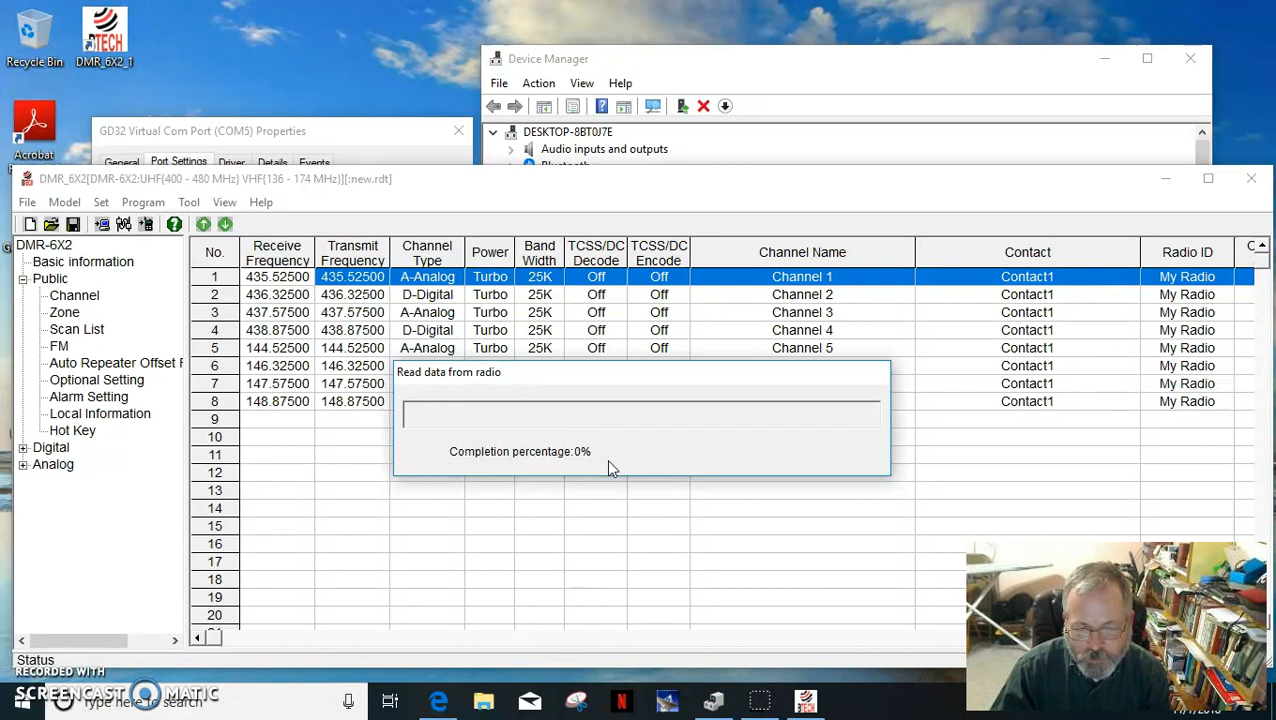 Recycle Bin
BTECH
DMR_6X2_1
Acrobat
Device Manager
File Action View Help
DESKTOP-8BT0J7E
Audio inputs and outputs
GD32 Virtual Com Port (COM5) Properties
General Port Settings Driver Details Events
DMR_6X2[DMR-6X2:UHF{400 - 480 MHz} VHF{136 - 174 MHz}][:new.rdt]
File Model Set Program Tool View Help
DMR-6X2
Basic information
Public
Channel
Zone
Scan List
FM
Auto Repeater Offset F
Optional Setting
Alarm Setting
Local Information
Hot Key
Digital
Analog
No. Receive Frequency Transmit Frequency Channel Type Power Band Width TCSS/DC Decode TCSS/DC Encode Channel Name Contact Radio ID
1 435.52500 435.52500 A-Analog Turbo 25K Off Off Channel 1 Contact1 My Radio
2 436.32500 436.32500 D-Digital Turbo 25K Off Off Channel 2 Contact1 My Radio
3 437.57500 437.57500 A-Analog Turbo 25K Off Off Channel 3 Contact1 My Radio
4 438.87500 438.87500 D-Digital Turbo 25K Off Off Channel 4 Contact1 My Radio
5 144.52500 144.52500 A-Analog Turbo 25K Off Off Channel 5 Contact1 My Radio
6 146.32500 146.32500 Contact1 My Radio
7 147.57500 147.57500 Contact1 My Radio
8 148.87500 148.87500 Contact1 My Radio
9
10
11
12
13
14
15
16
17
18
19
20
Read data from radio
Completion percentage:0%
Status
RECORDED WITH
SCREENCAST MATIC
Type here to search